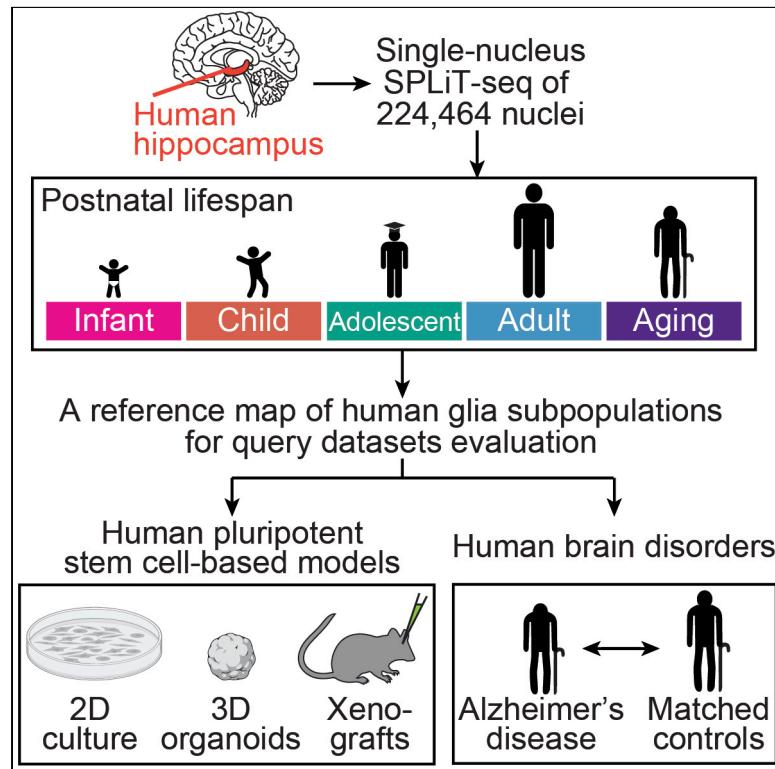 Human
hippocampus
Single-nucleus
SPLiT-seq of
224,464 nuclei
Postnatal lifespan
Infant
Child
Adolescent
Adult
Aging
A reference map of human glia subpopulations
for query datasets evaluation
Human pluripotent
stem cell-based models
2D
culture
3D
organoids
Xeno-
grafts
Human brain disorders
Alzheimer's
disease
Matched
controls